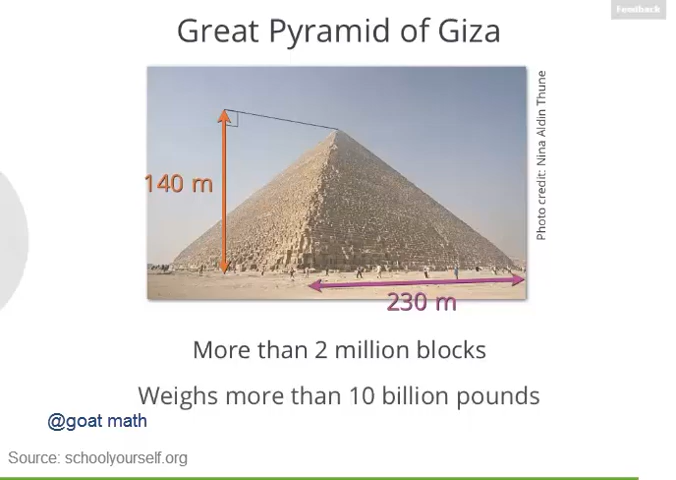 Feedback
Great Pyramid of Giza
Photo credit: Nina Aldin Thune
140 m
230 m
More than 2 million blocks
Weighs more than 10 billion pounds
@goat math
Source: schoolyourself.org